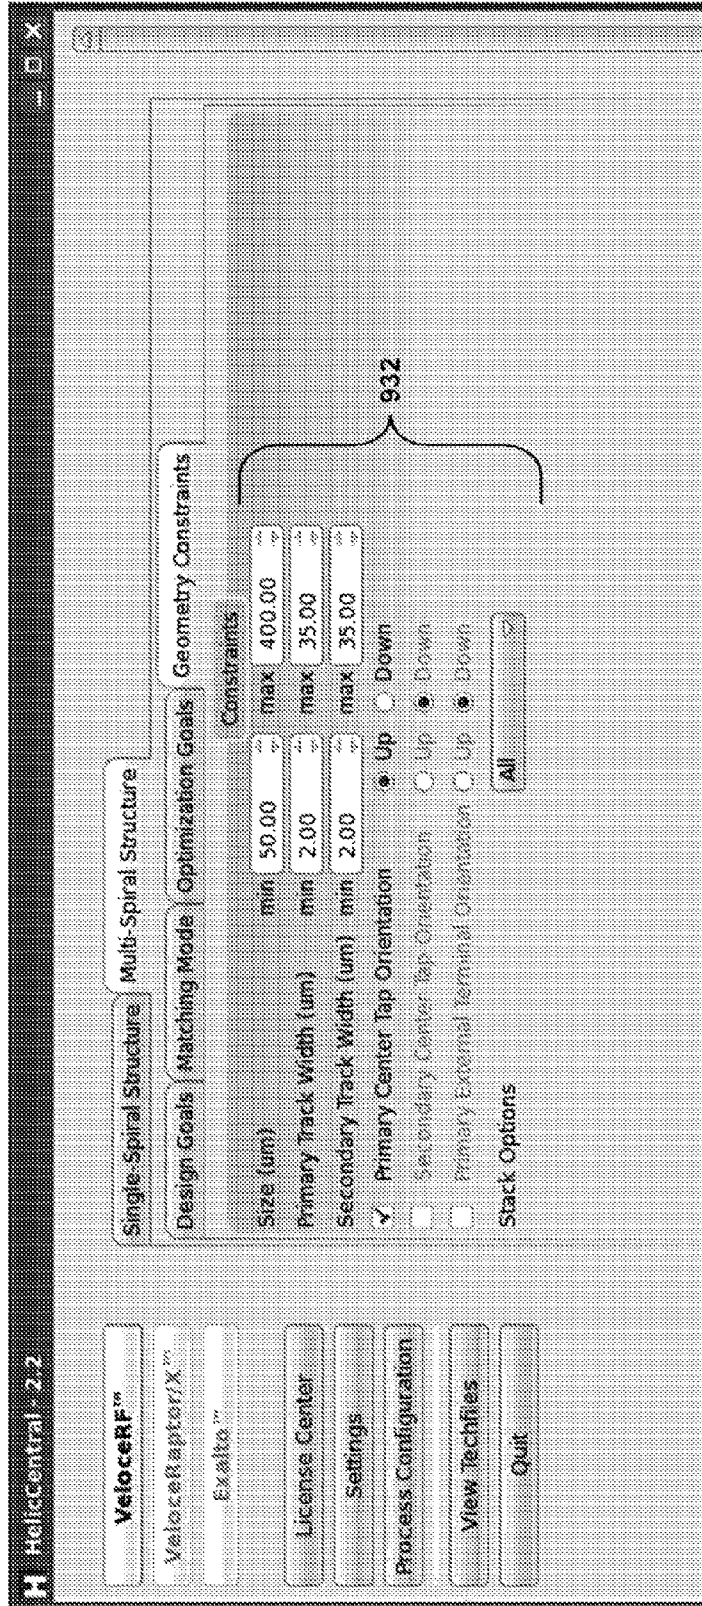 HelicCentral - 2.2
VeloceRF™
VeloceRaptor/X™
Exalto™
License Center
Settings
Process Configuration
View Techfiles
Quit
Single-Spiral Structure Multi-Spiral Structure
Design Goals Matching Mode Optimization Goals Geometry Constraints
Constraints
Size (um) min 50.00 max 400.00
Primary Track Width (um) min 2.00 max 35.00
Secondary Track Width (um) min 2.00 max 35.00
Primary Center Tap Orientation Up Down
Secondary Center Tap Orientation Up Down
Primary External Terminal Orientation Up Down
Stack Options All
932